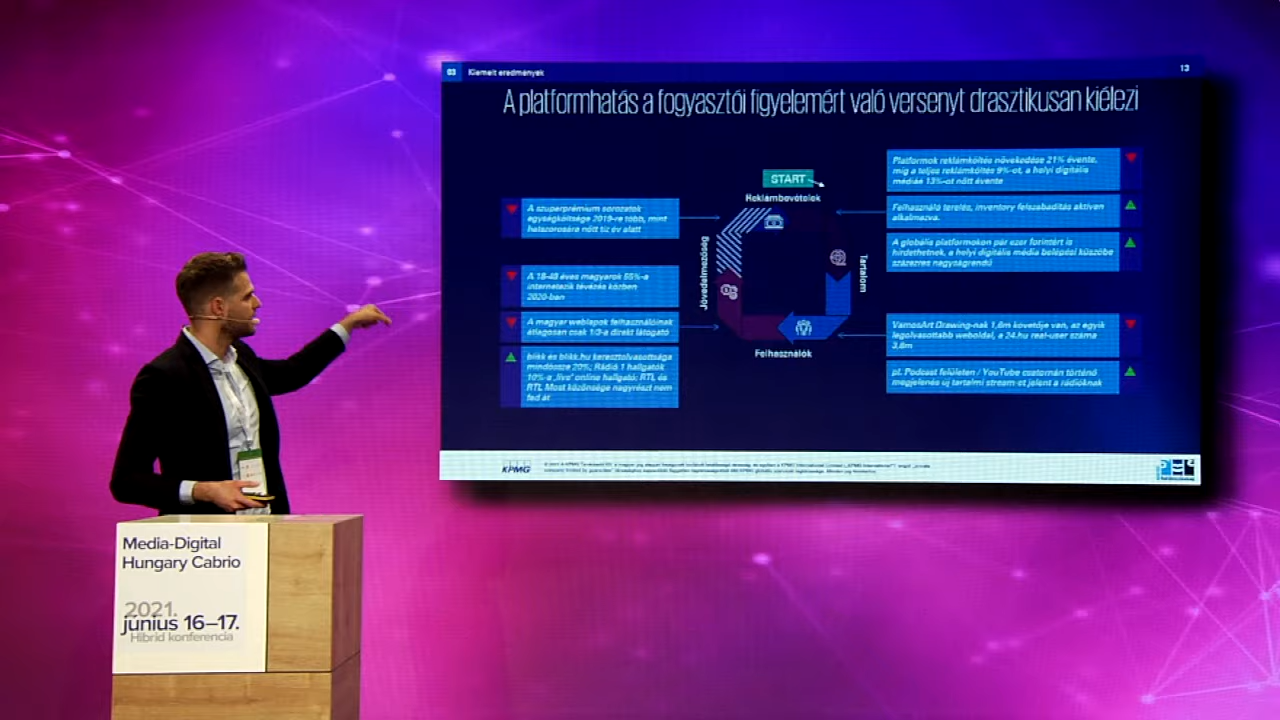 03 Kiemelt eredmények
13
A platformhatás a fogyasztói figyelemért való versenyt drasztikusan kiélezi
START
Reklámbevételek
Tartalom
Felhasználók
Jövedelmezőség
A szuperprémium sorozatok
egységköltsége 2019-re több, mint
hatszorosára nőtt tíz év alatt
A 18-49 éves magyarok 55%-a
internetezik tévézés közben
2020-ban
A magyar weblapok felhasználóinak
átlagosan csak 1/3-a direkt látogató
blikk és blikk.hu keresztolvasottsága
mindössze 20%; Rádió 1 hallgatók
10%-a „live" online hallgató; RTL és
RTL Most közönsége nagyrészt nem
fed át
Platformok reklámköltés növekedése 21% évente,
míg a teljes reklámköltés 9%-ot, a helyi digitális
médiáé 13%-ot nőtt évente
Felhasználó terelés, inventory felszabadítás aktívan
alkalmazva.
A globális platformokon pár ezer forintért is
hirdethetnek, a helyi digitális média belépési küszöbe
százezres nagyságrendű
VamosArt Drawing-nak 1,6m követője van, az egyik
legolvasottabb weboldal, a 24.hu real-user száma
3,6m
pl. Podcast felületen / YouTube csatornán történő
megjelenés új tartalmi stream-et jelent a rádióknak
KPMG
Media-Digital
Hungary Cabrio
2021.
június 16–17.
Hibrid konferencia